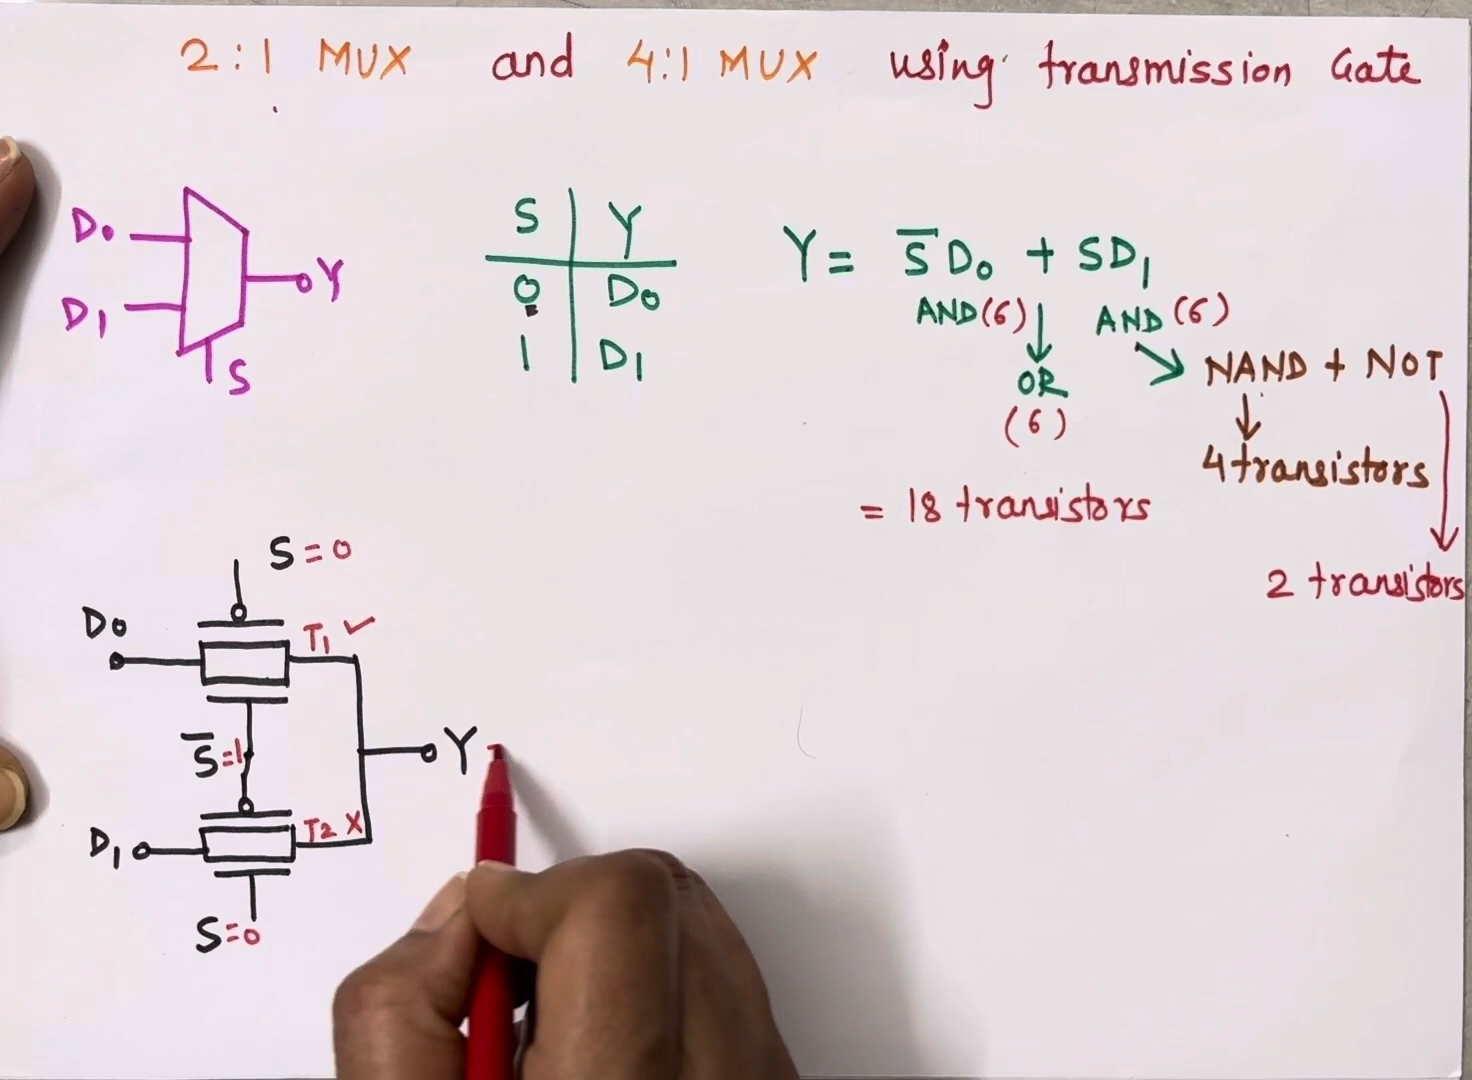 2:1 MUX and 4:1 MUX using transmission Gate
D₀
D₁
Y
S
S Y
0 D₀
1 D₁
Y = S̅D₀ + SD₁
AND(6) AND(6)
OR
(6)
NAND + NOT
4 transistors
= 18 transistors
2 transistors
S=0
D₀
T₁ ✓
S̅=1
Y
D₁
T2 X
S=0